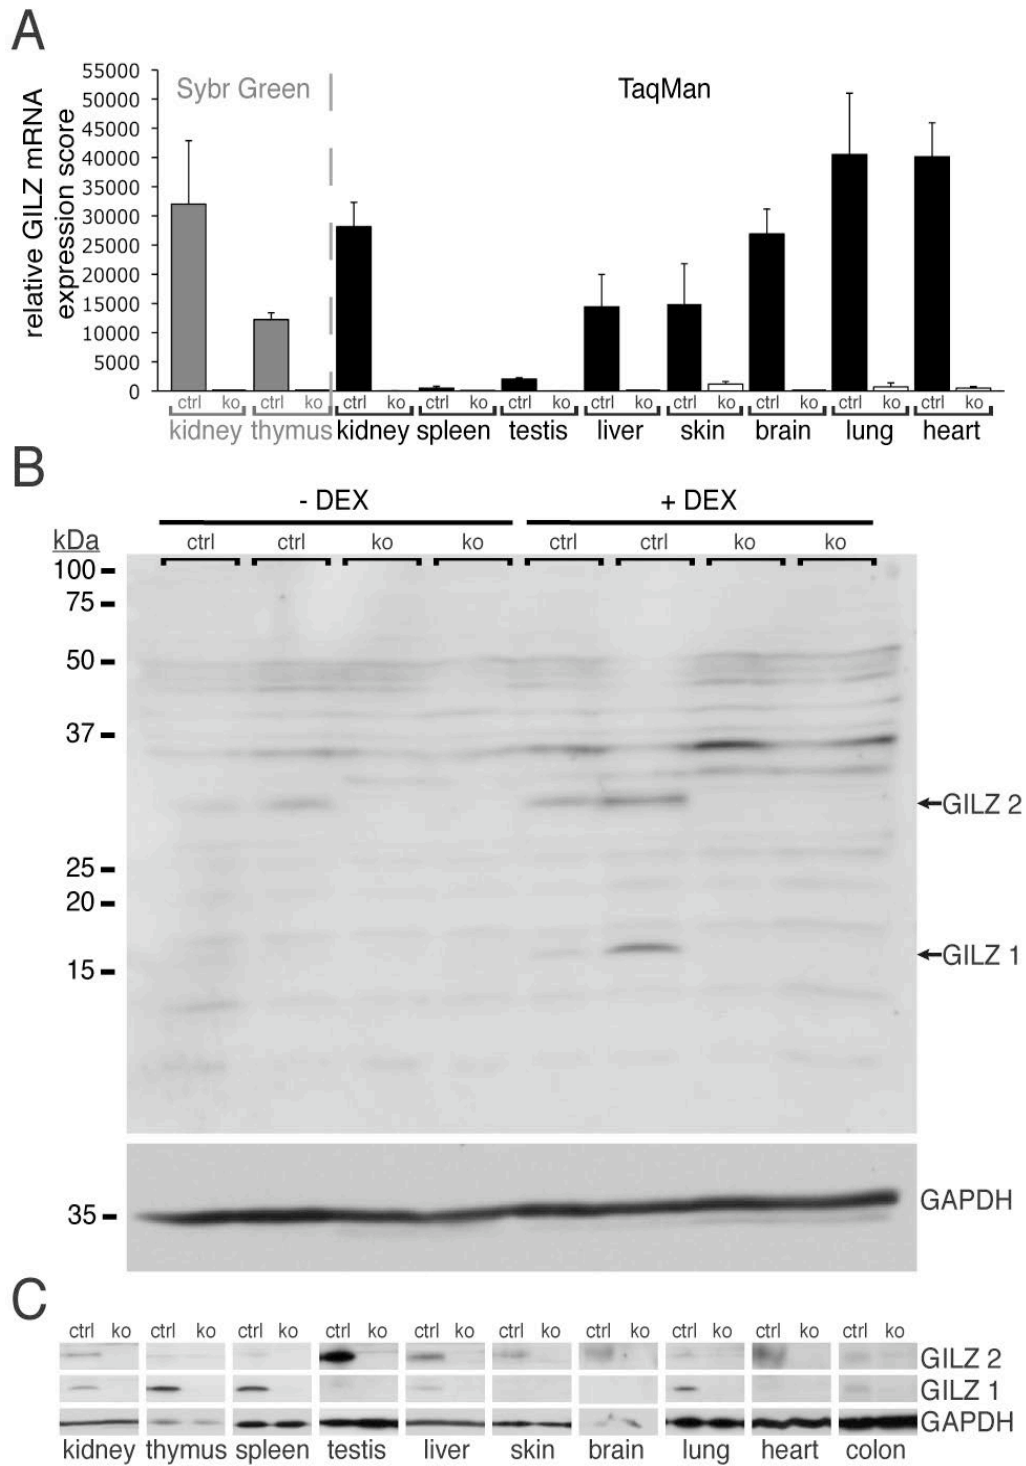 A
relative GILZ mRNA
expression score
55000
50000
45000
40000
35000
30000
25000
20000
15000
10000
5000
0
Sybr Green
TaqMan
ctrl ko ctrl ko ctrl ko ctrl ko ctrl ko ctrl ko ctrl ko ctrl ko ctrl ko ctrl ko
kidney thymus kidney spleen testis liver skin brain lung heart
B
- DEX + DEX
kDa ctrl ctrl ko ko ctrl ctrl ko ko
100
75
50
37
GILZ 2
25
20
GILZ 1
15
35
GAPDH
C
ctrl ko ctrl ko ctrl ko ctrl ko ctrl ko ctrl ko ctrl ko ctrl ko ctrl ko ctrl ko
GILZ 2
GILZ 1
GAPDH
kidney thymus spleen testis liver skin brain lung heart colon